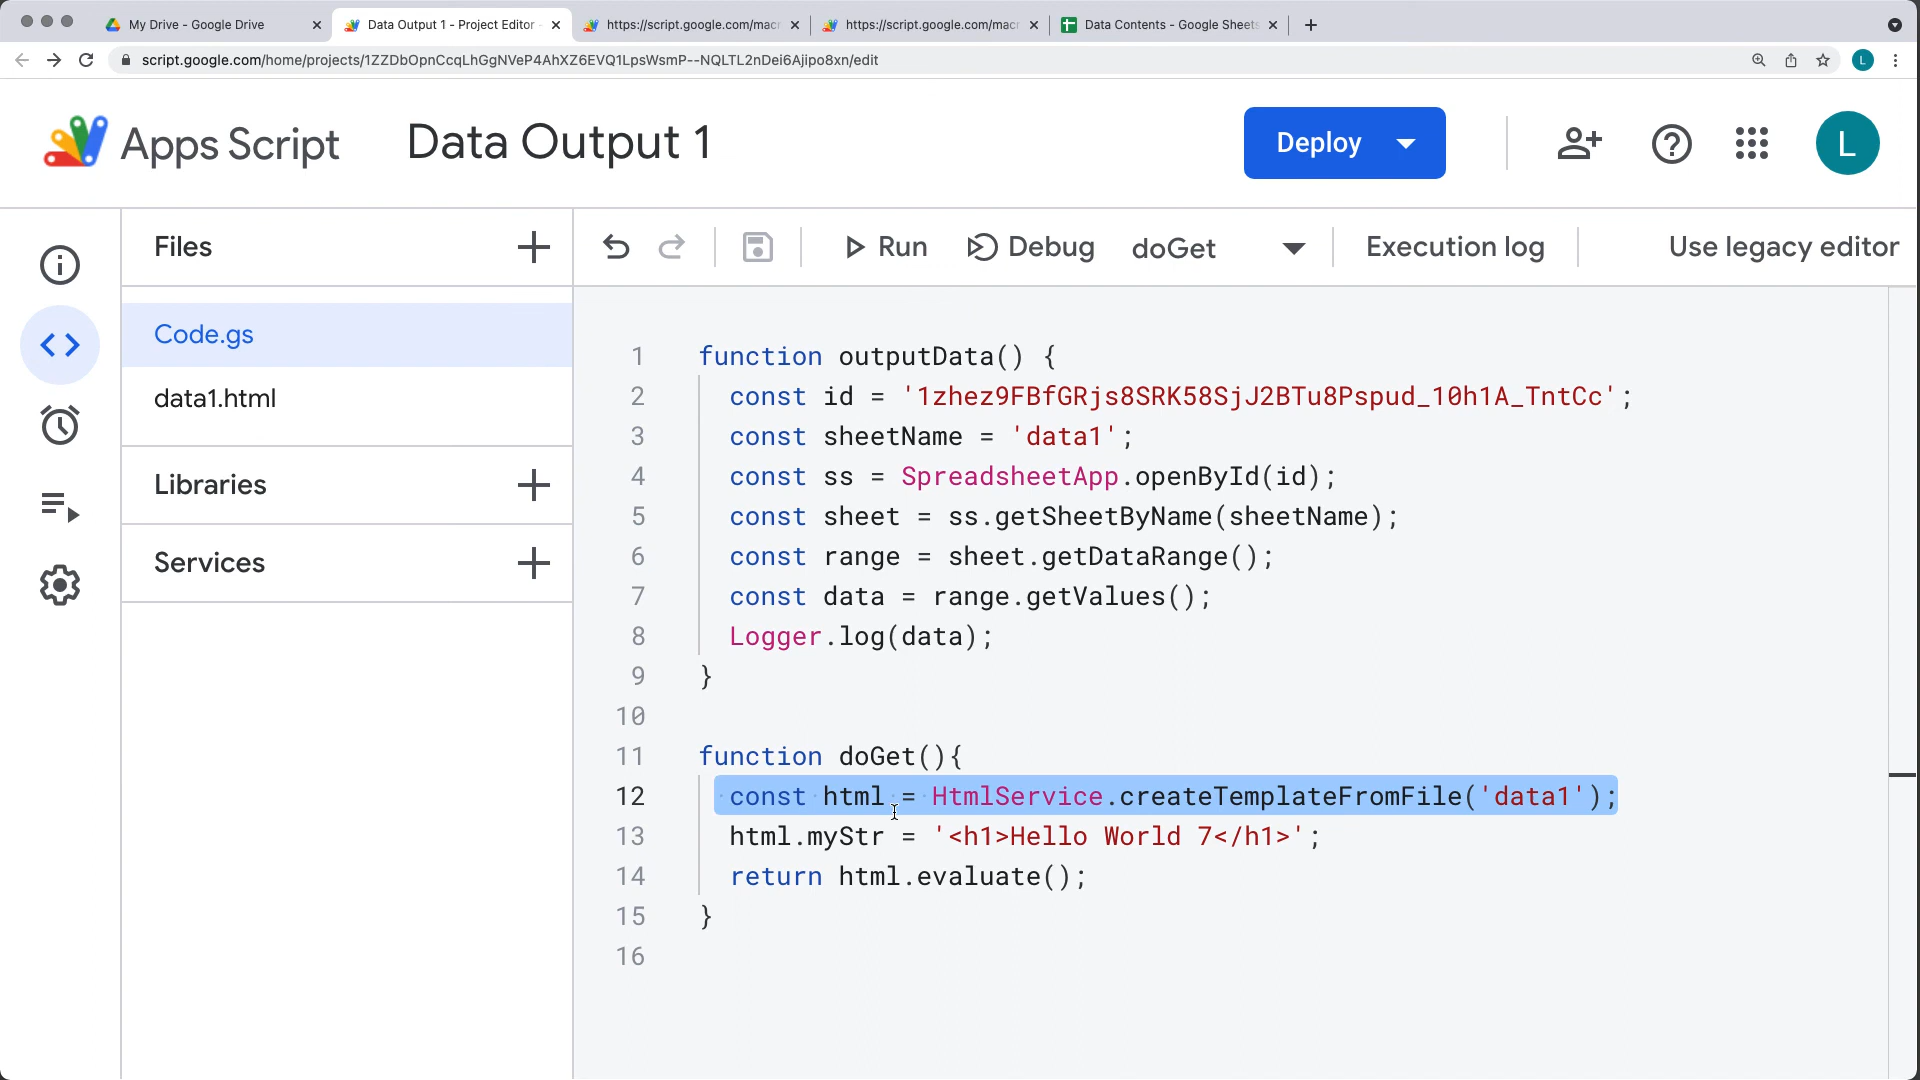 My Drive - Google Drive
Data Output 1 - Project Editor -
https://script.google.com/mac
https://script.google.com/mac
Data Contents - Google Sheets
script.google.com/home/projects/1ZZDbOpnCcqLhGgNVeP4AhXZ6EVQ1LpsWsmP--NQLTL2nDei6Ajipo8xn/edit
L
Apps Script
Data Output 1
Deploy
L
Files
Run
Debug
doGet
Execution log
Use legacy editor
Code.gs
data1.html
Libraries
Services
1 function outputData() {
2 const id = '1zhez9FBfGRjs8SRK58SjJ2BTu8Pspud_10h1A_TntCc';
3 const sheetName = 'data1';
4 const ss = SpreadsheetApp.openById(id);
5 const sheet = ss.getSheetByName(sheetName);
6 const range = sheet.getDataRange();
7 const data = range.getValues();
8 Logger.log(data);
9 }
10
11 function doGet(){
12 const html = HtmlService.createTemplateFromFile('data1');
13 html.myStr = '<h1>Hello World 7</h1>';
14 return html.evaluate();
15 }
16